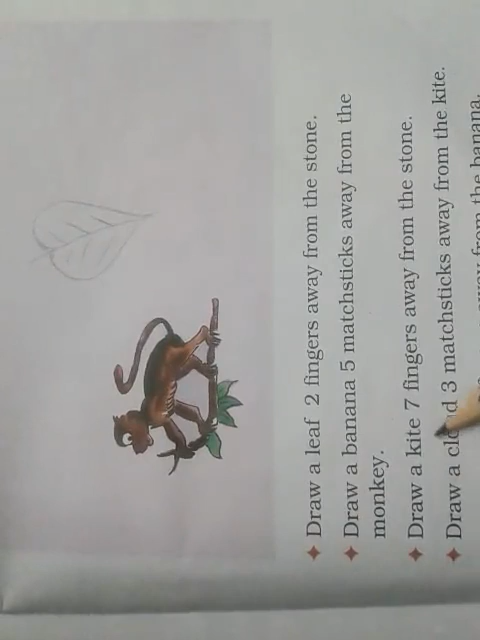 ✦ Draw a leaf 2 fingers away from the stone.
✦ Draw a banana 5 matchsticks away from the
monkey.
✦ Draw a kite 7 fingers away from the stone.
✦ Draw a 3 matchsticks away from the kite.
away from the banana.